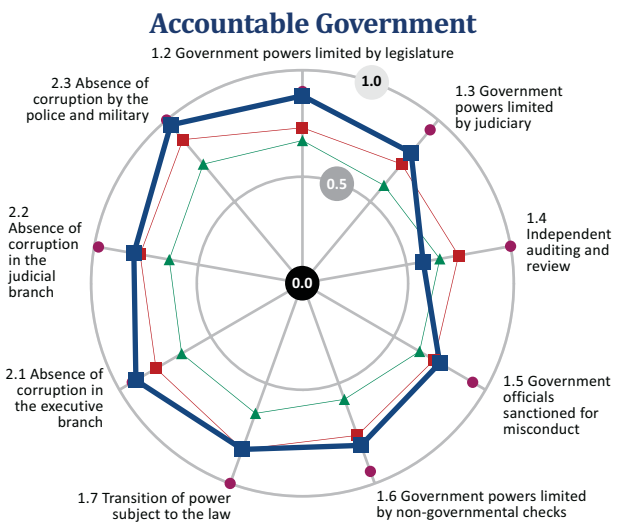 Accountable Government
1.2 Government powers limited by legislature
1.0
2.3 Absence of
corruption by the
police and military
1.3 Government
powers limited
by judiciary
0.5
2.2
Absence of
corruption
in the
judicial
branch
1.4
Independent
auditing and
review
0.0
2.1 Absence of
corruption in
the executive
branch
1.5 Government
officials
sanctioned for
misconduct
1.7 Transition of power
subject to the law
1.6 Government powers limited
by non-governmental checks